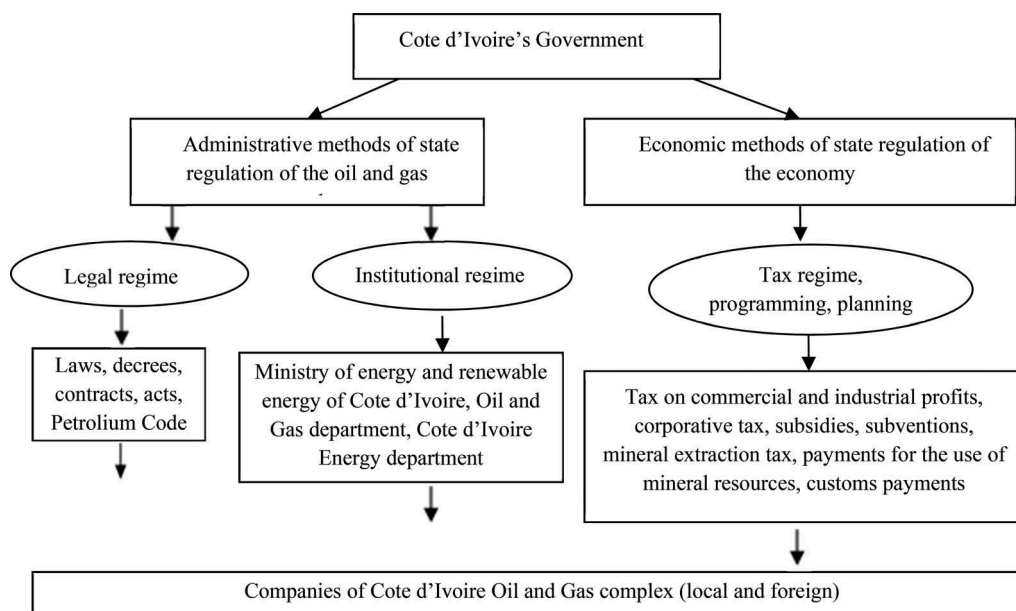 Cote d’Ivoire’s Government
Administrative methods of state
regulation of the oil and gas
Economic methods of state regulation of
the economy
Legal regime
Institutional regime
Tax regime,
programming, planning
Laws, decrees,
contracts, acts,
Petrolium Code
Ministry of energy and renewable
energy of Cote d’Ivoire, Oil and
Gas department, Cote d’Ivoire
Energy department
Tax on commercial and industrial profits,
corporative tax, subsidies, subventions,
mineral extraction tax, payments for the use of
mineral resources, customs payments
Companies of Cote d’Ivoire Oil and Gas complex (local and foreign)